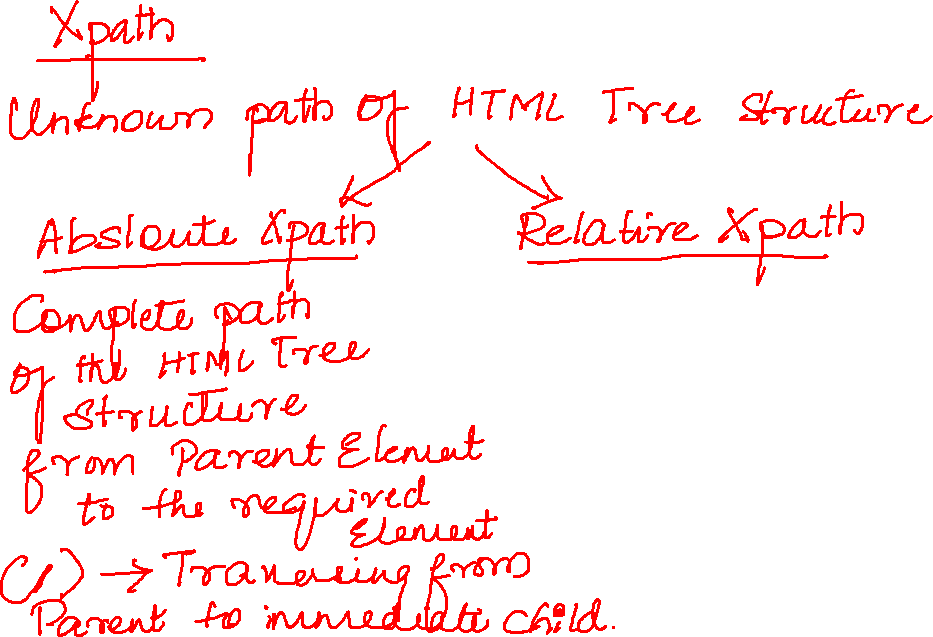 Xpath
Unknown path of HTML Tree Structure
Absloute Xpath
Relative Xpath
Complete path
of the HTML Tree
Structure
from Parent Element
to the required
Element
(/) → Traversing from
Parent to immediate child.